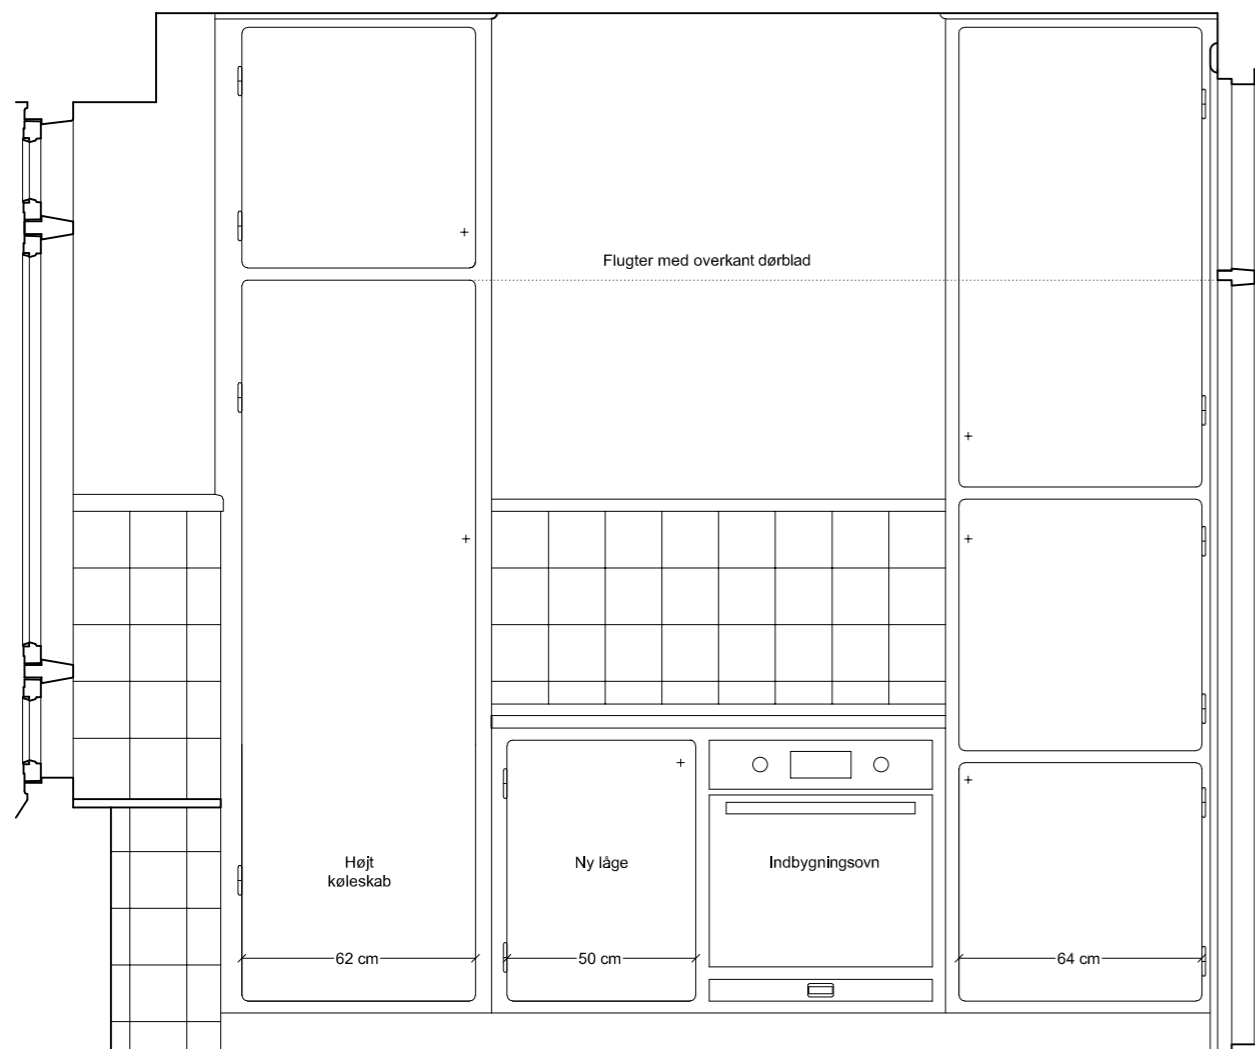 Flugter med overkant dørblad
Højt
køleskab
Ny låge
Indbygningsovn
62 cm
50 cm
64 cm